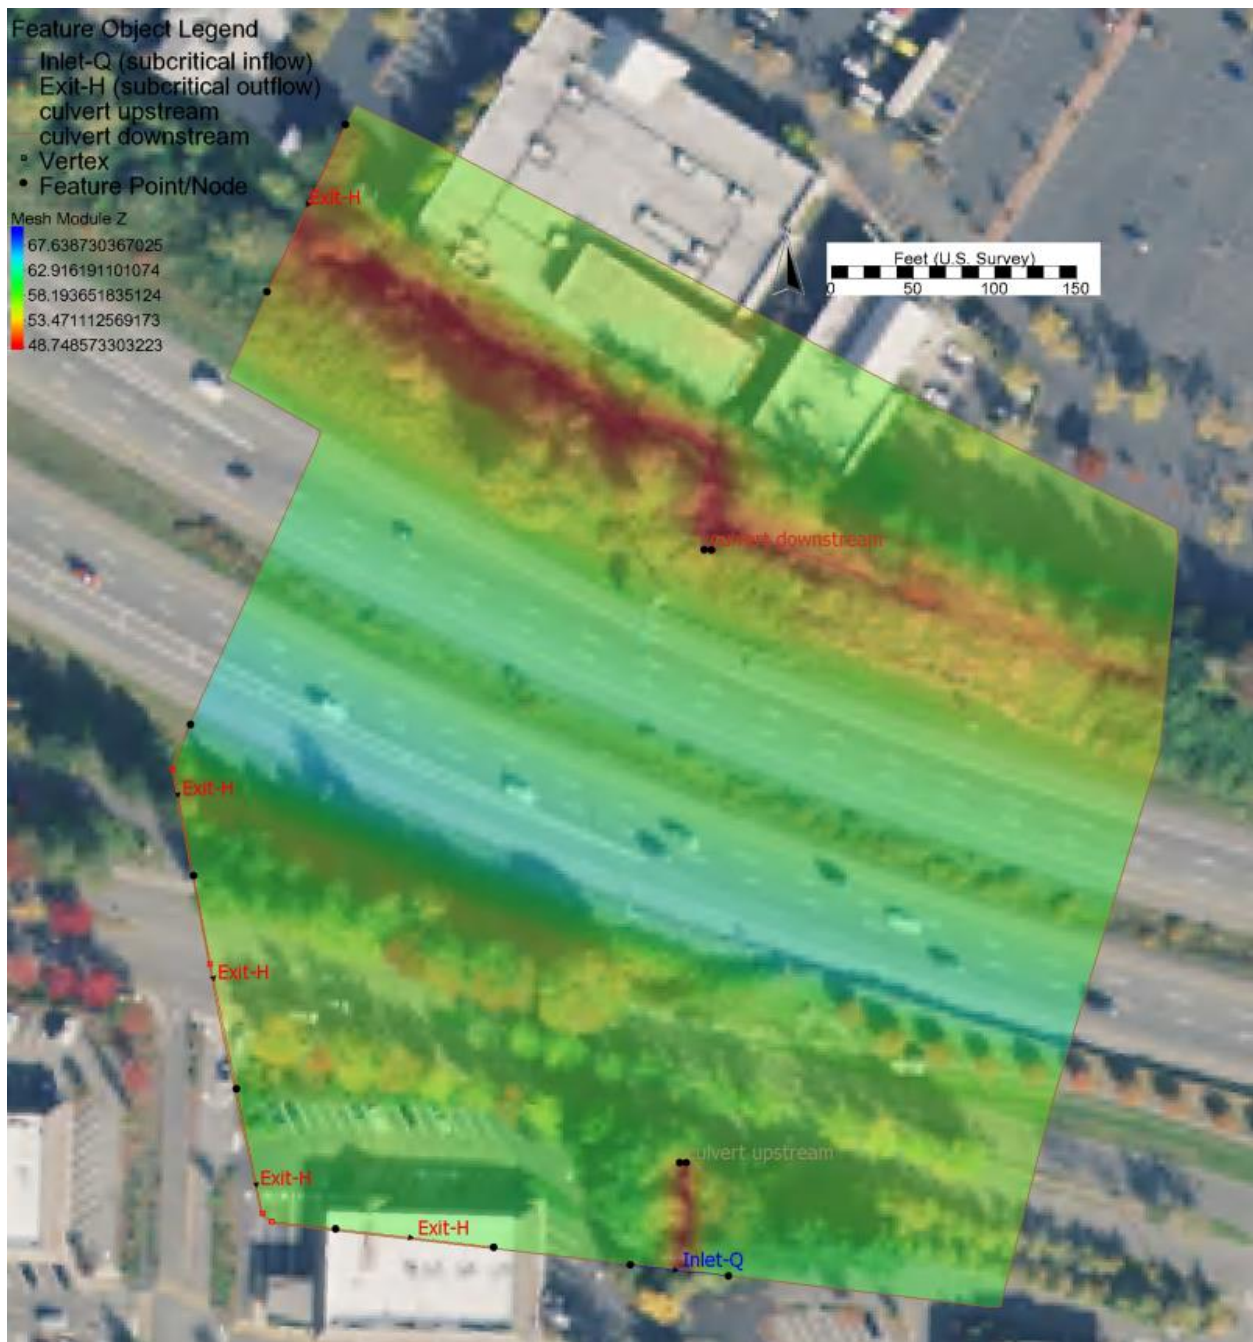 Feature Object Legend
Inlet-Q (subcritical inflow)
Exit-H (subcritical outflow)
culvert upstream
culvert downstream
Vertex
Feature Point/Node
Mesh Module Z
67.638730367025
62.916191101074
58.193651835124
53.471112569173
48.748573303223
Exit-H
Feet (U.S. Survey)
0 50 100 150
downstream
Exit-H
Exit-H
culvert upstream
Exit-H
Exit-H
Inlet-Q